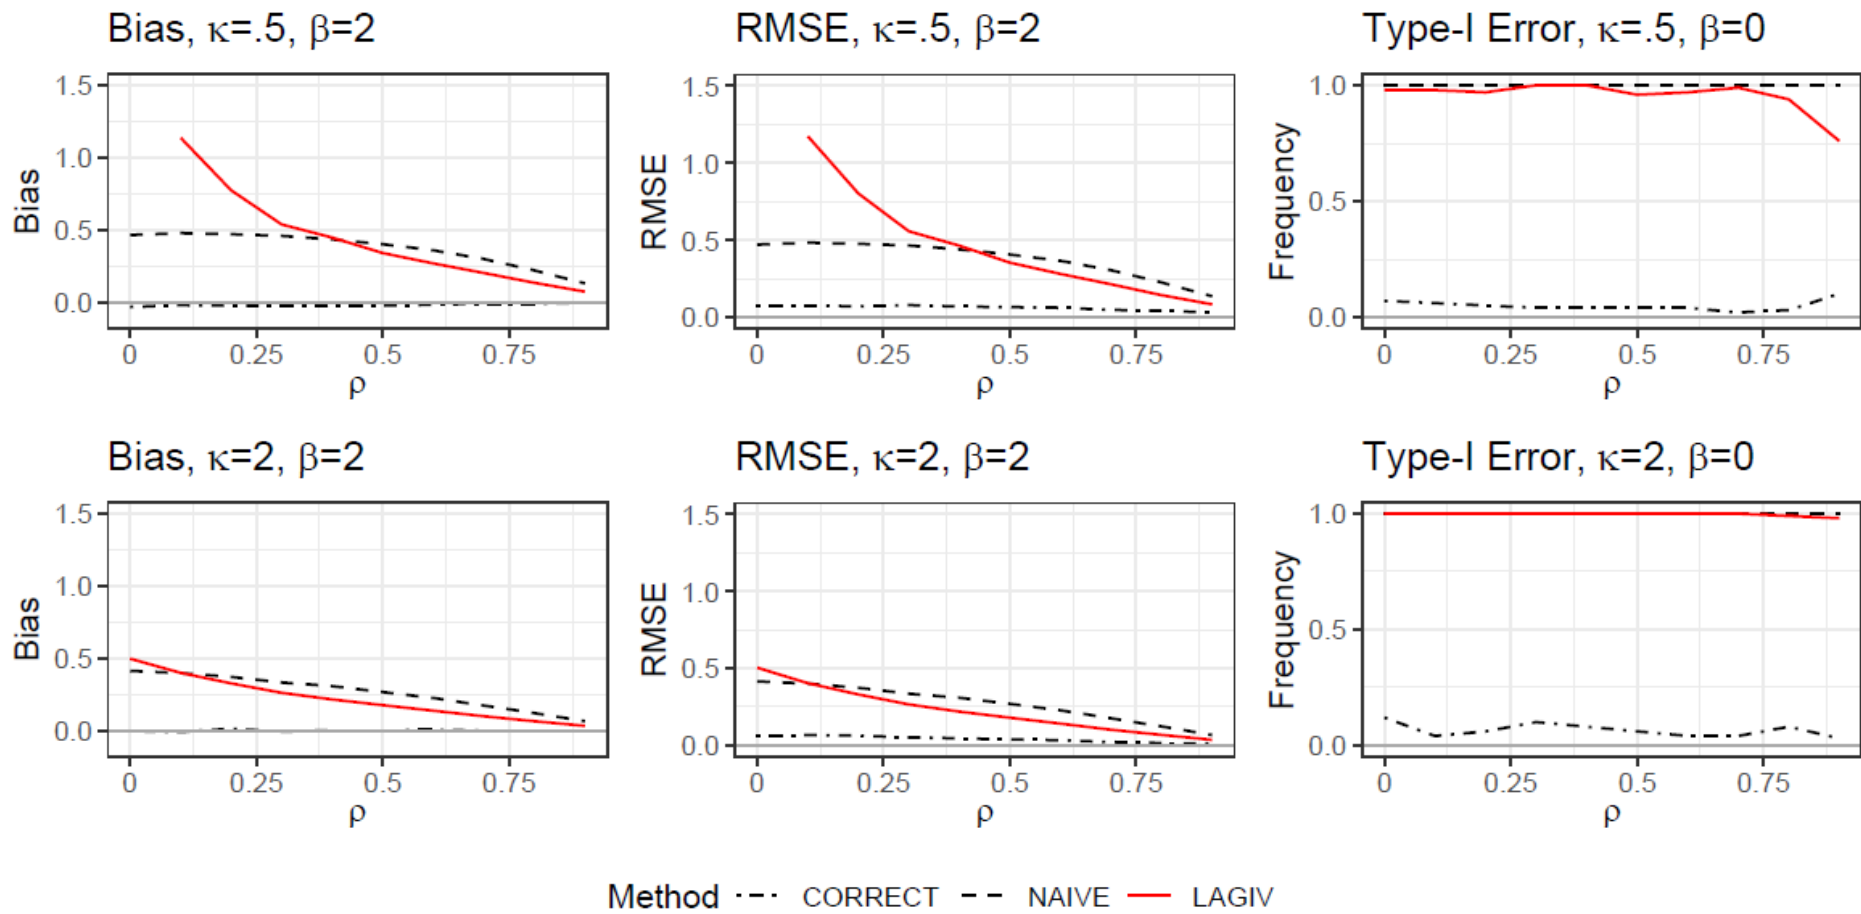 Bias, κ=.5, β=2
1.5
1.0
0.5
0.0
Bias
0
0.25
0.5
0.75
ρ
RMSE, κ=.5, β=2
1.5
1.0
0.5
0.0
RMSE
0
0.25
0.5
0.75
ρ
Type-I Error, κ=.5, β=0
1.0
0.5
0.0
Frequency
0
0.25
0.5
0.75
ρ
Bias, κ=2, β=2
1.5
1.0
0.5
0.0
Bias
0
0.25
0.5
0.75
ρ
RMSE, κ=2, β=2
1.5
1.0
0.5
0.0
RMSE
0
0.25
0.5
0.75
ρ
Type-I Error, κ=2, β=0
1.0
0.5
0.0
Frequency
0
0.25
0.5
0.75
ρ
Method CORRECT NAIVE LAGIV